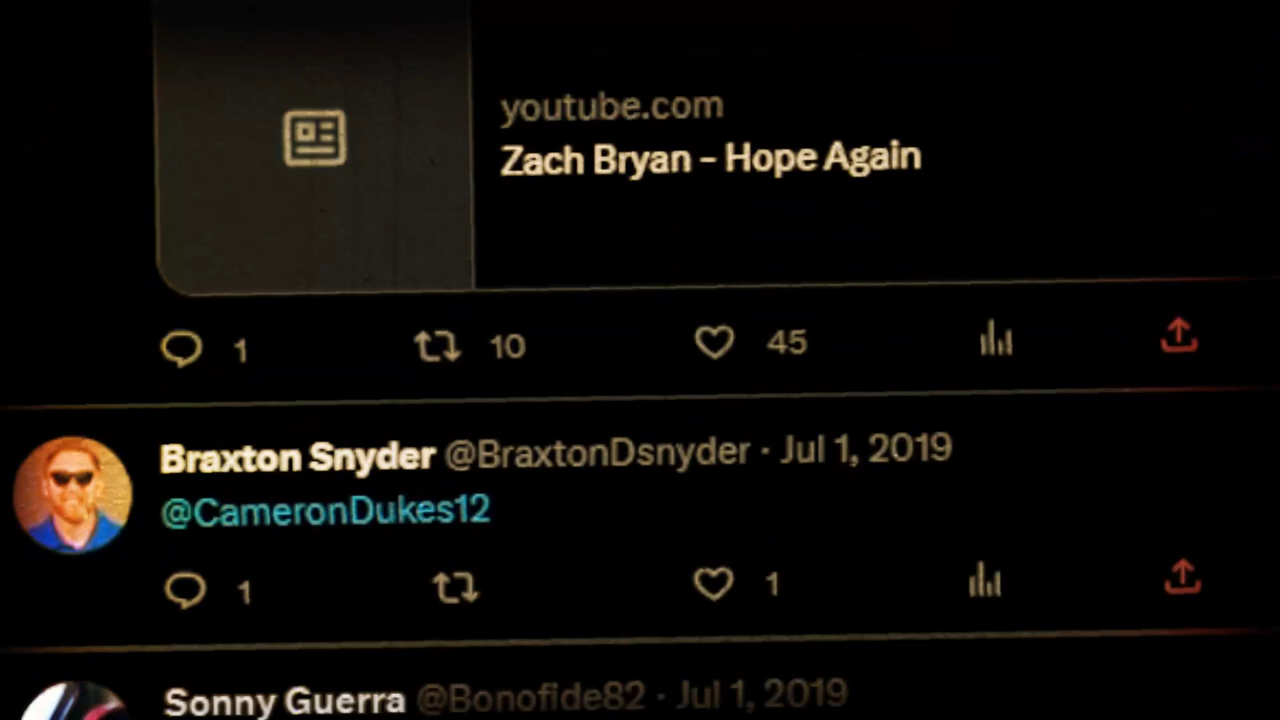 youtube.com
Zach Bryan - Hope Again
1 10 45
Braxton Snyder @BraxtonDsnyder · Jul 1, 2019
@CameronDukes12
1 1
Sonny Guerra @Bonofide82 · Jul 1, 2019